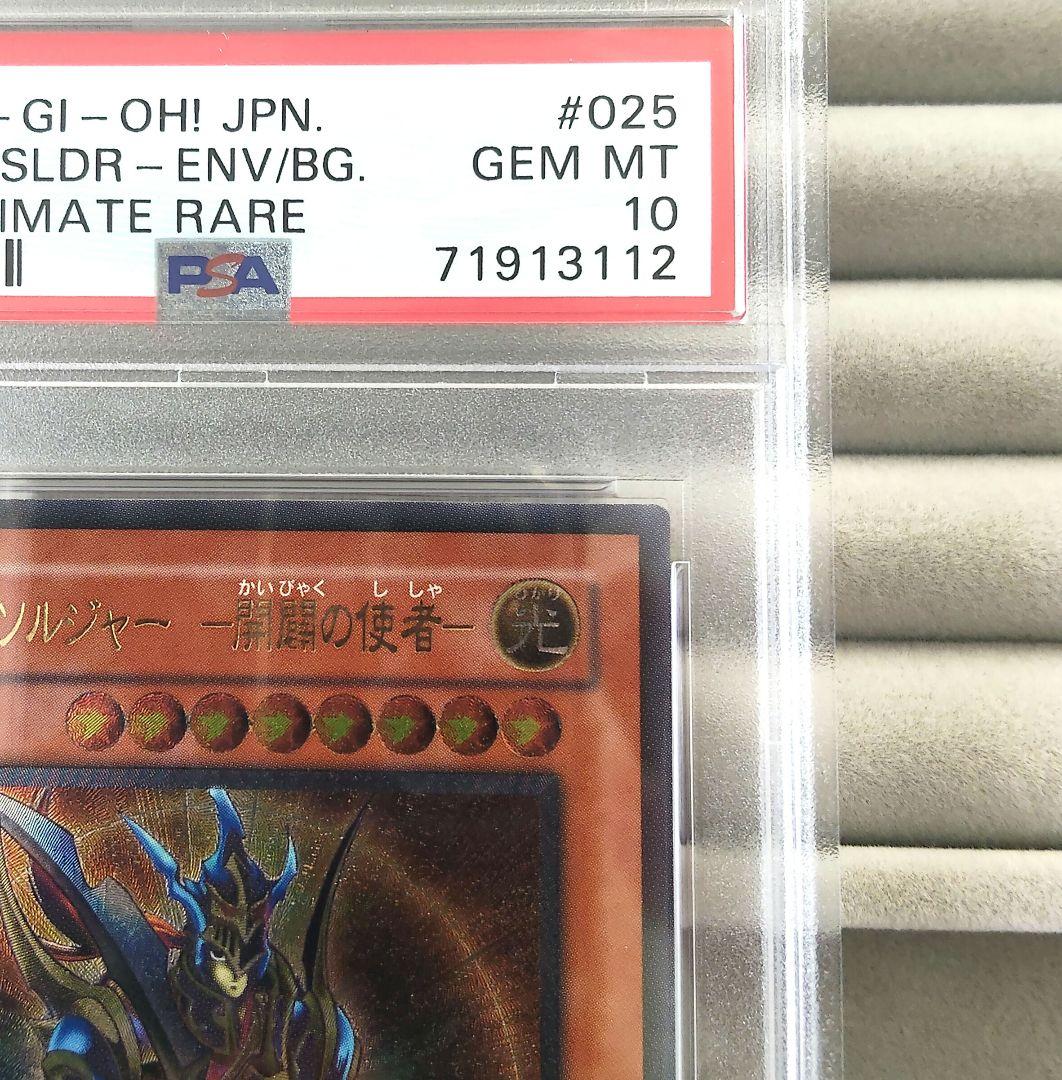 -GI-OH! JPN. #025
SLDR-ENV/BG. GEM MT
IMATE RARE 10
PSA 71913112
かいびゃく ししゃ
ソルジャー -開闢の使者-
ひかり
光